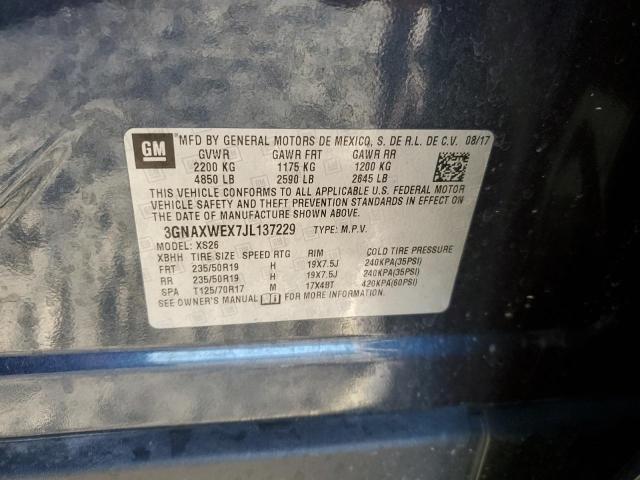 GM MFD BY GENERAL MOTORS DE MEXICO, S. DE R.L. DE C.V. 08/17
GVWR GAWR FRT GAWR RR
2200 KG 1175 KG 1200 KG
4850 LB 2590 LB 2645 LB
THIS VEHICLE CONFORMS TO ALL APPLICABLE U.S. FEDERAL MOTOR
VEHICLE SAFETY AND THEFT PREVENTION STANDARDS IN EFFECT
ON THE DATE OF MANUFACTURE SHOWN ABOVE.
3GNAXWEX7JL137229 TYPE: M.P.V.
MODEL: XS26
XBHH TIRE SIZE SPEED RTG RIM COLD TIRE PRESSURE
FRT 235/50R19 H 19X7.5J 240KPA(35PSI)
RR 235/50R19 H 19X7.5J 240KPA(35PSI)
SPA T125/70R17 M 17X4BT 420KPA(60PSI)
SEE OWNER'S MANUAL FOR MORE INFORMATION.